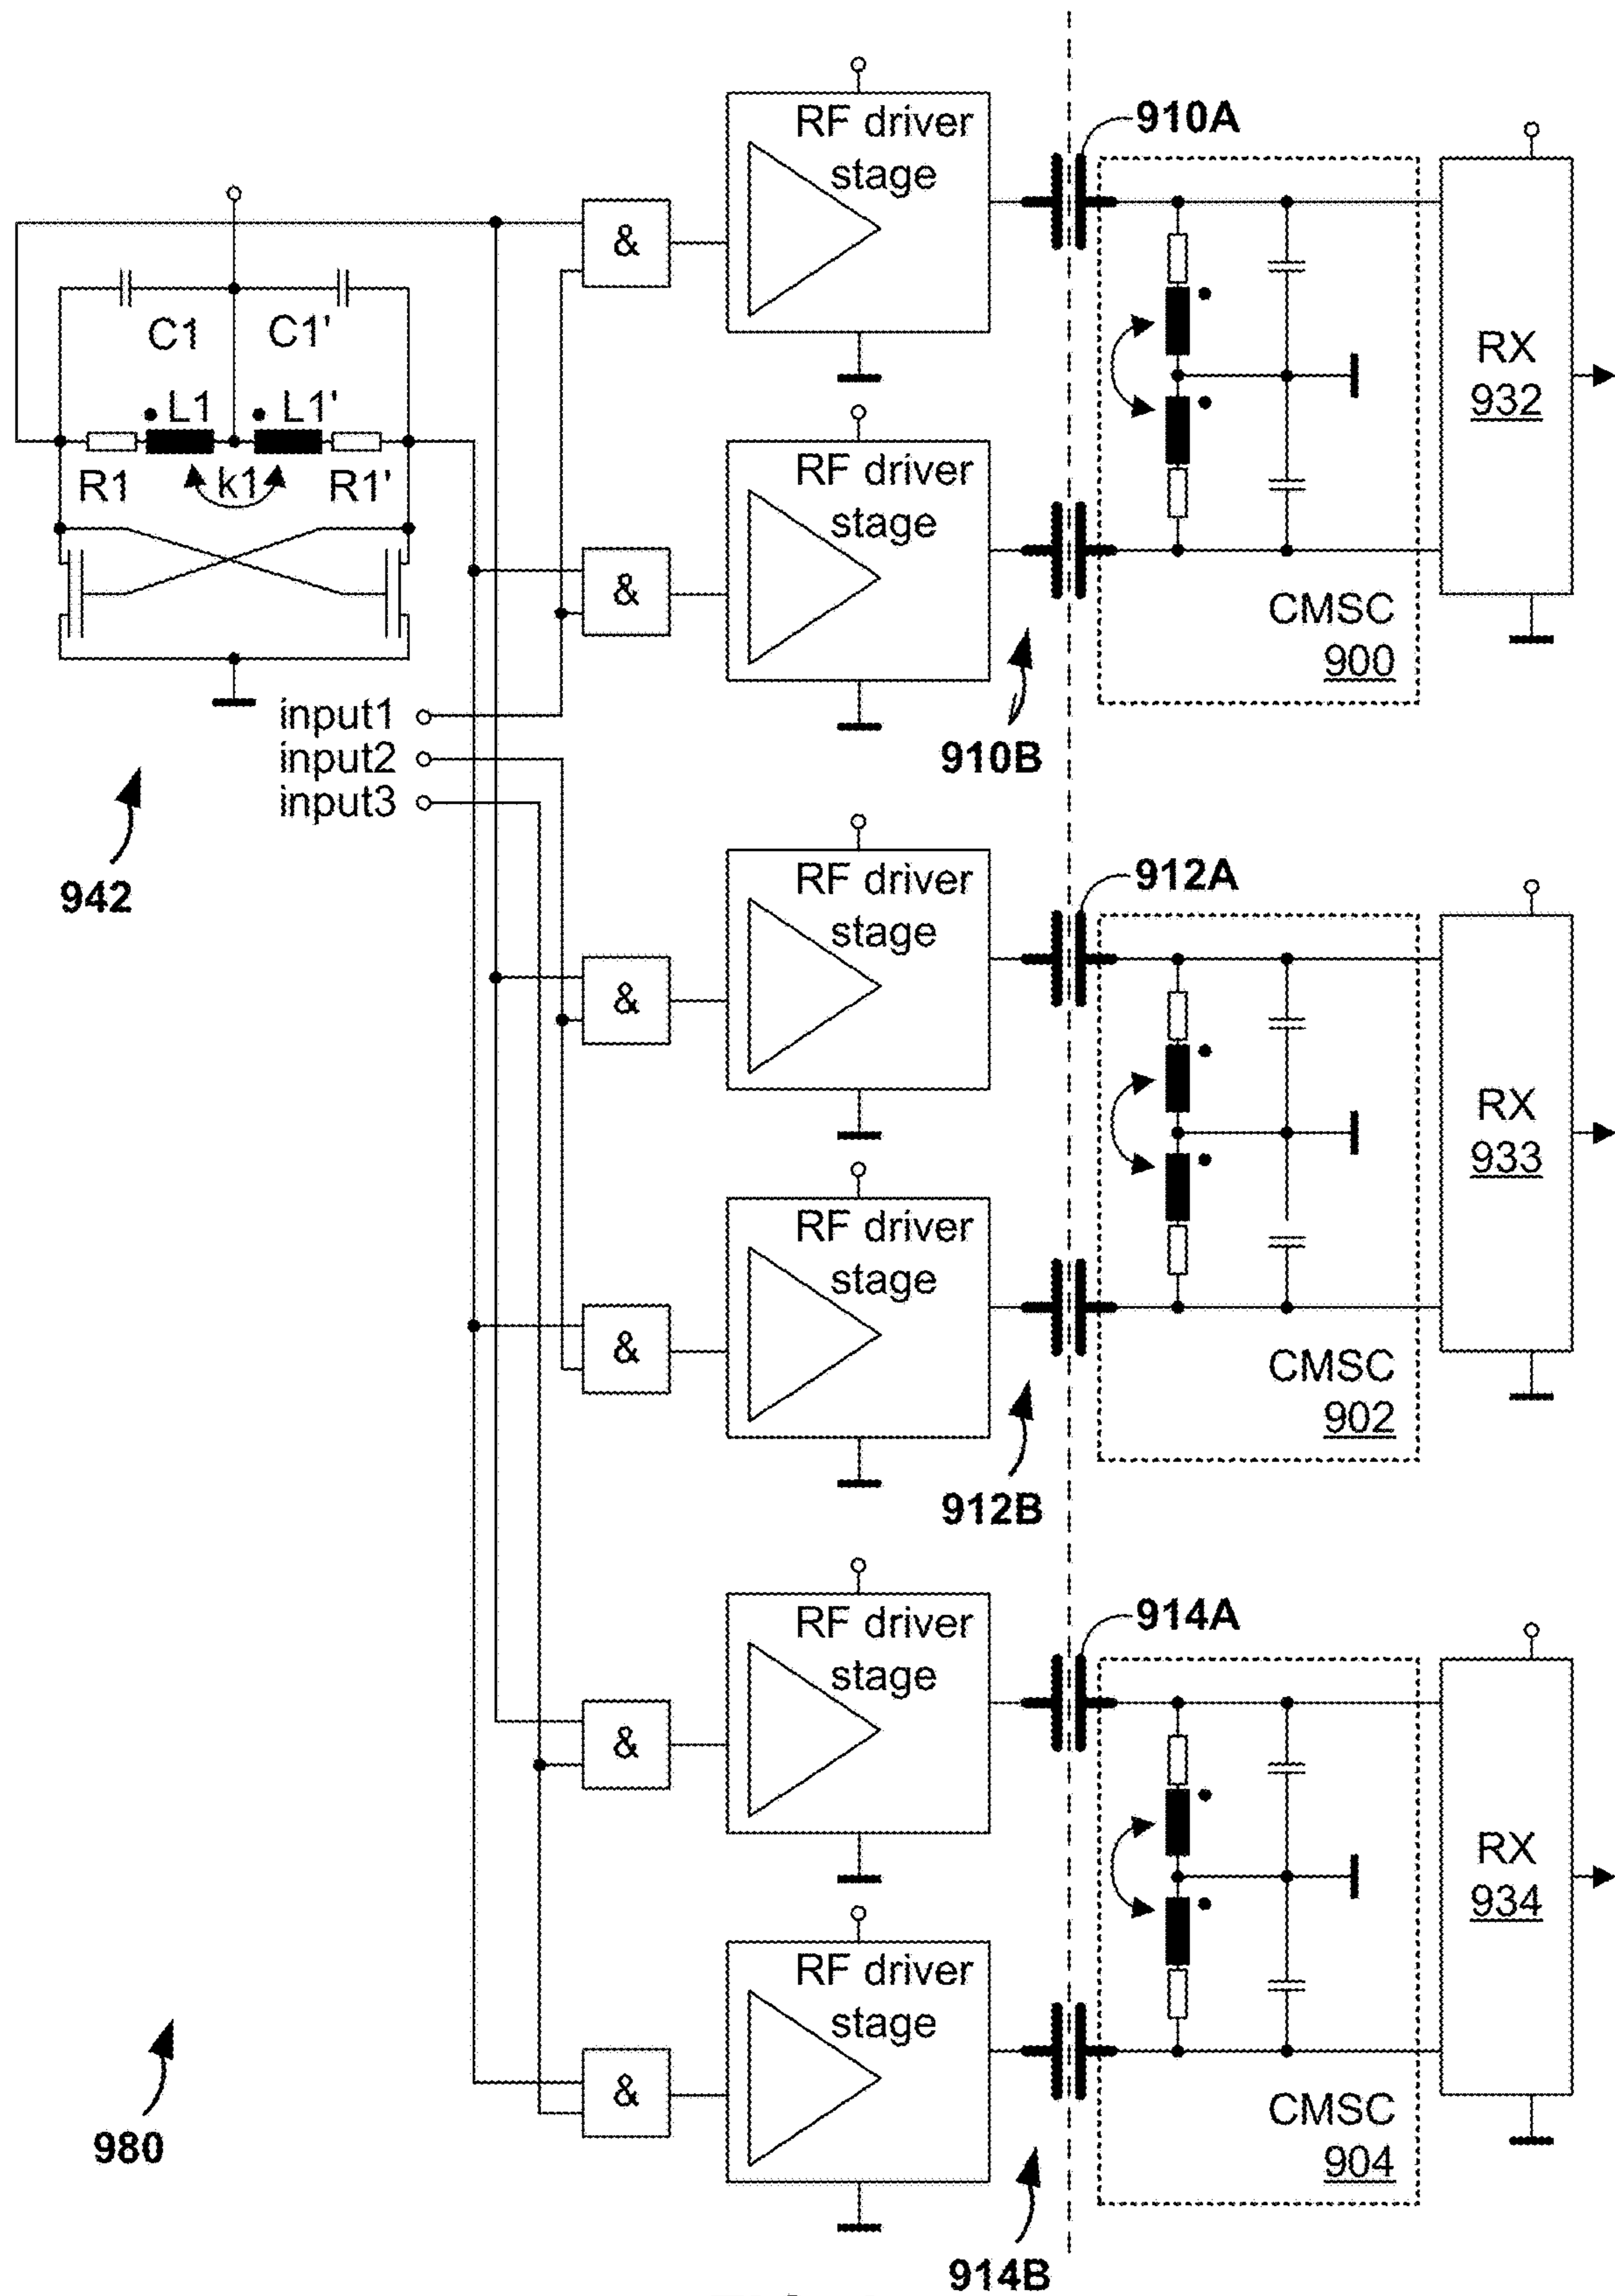 RF driver
stage
910A
&
C1
C1'
L1
L1'
R1
k1
R1'
RX
932
RF driver
stage
&
CMSC
900
910B
input1
input2
input3
942
RF driver
stage
912A
&
RX
933
RF driver
stage
&
CMSC
902
912B
RF driver
stage
914A
&
RX
934
RF driver
stage
&
CMSC
904
980
914B